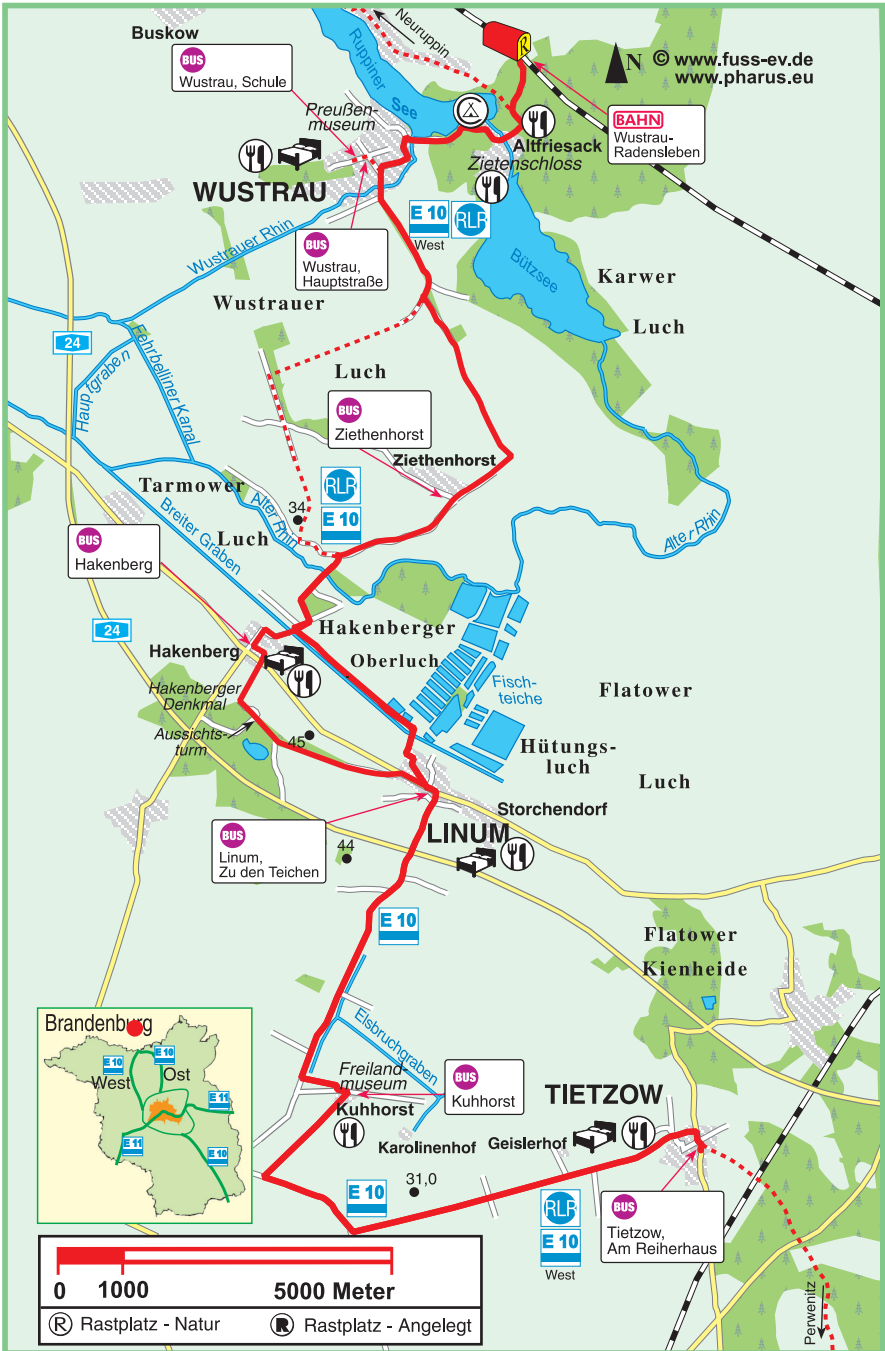 Buskow
Neuruppin
BUS
Wustrau, Schule
Ruppiner
See
R
N
© www.fuss-ev.de
www.pharus.eu
BAHN
Wustrau-
Radensleben
Preußen-
museum
Altfriesack
Zietenschloss
WUSTRAU
E 10
West
RLR
Wustrauer Rhin
BUS
Wustrau,
Hauptstraße
Bützsee
Karwer
Luch
Wustrauer
Luch
24
Hauptgraben
Fehrbelliner Kanal
BUS
Ziethenhorst
Ziethenhorst
Tarmower
Luch
Alter Rhin
34
RLR
E 10
Breiter Graben
Alter Rhin
BUS
Hakenberg
24
Hakenberg
Hakenberger
Oberluch
Fisch-
teiche
Flatower
Hakenberger
Denkmal
Aussichts-
turm
45
Hütungs-
luch
Luch
Storchendorf
LINUM
BUS
Linum,
Zu den Teichen
44
E 10
Flatower
Kienheide
Elsbruchgraben
Freiland-
museum
Kuhhorst
BUS
Kuhhorst
TIETZOW
Karolinenhof
Geislerhof
31,0
E 10
RLR
E 10
West
BUS
Tietzow,
Am Reiherhaus
Perwenitz
Brandenburg
E 10
West
E 10
Ost
E 11
E 11
E 10
0 1000 5000 Meter
R Rastplatz - Natur
R Rastplatz - Angelegt